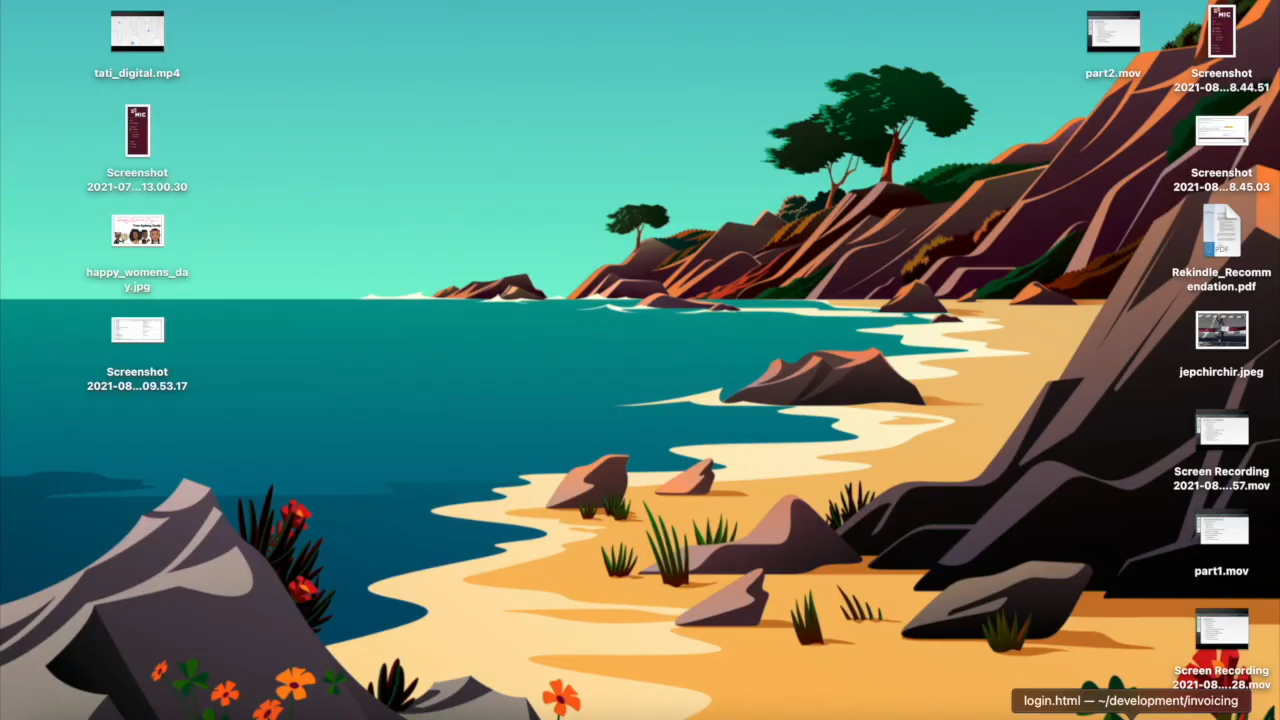 tati_digital.mp4
Screenshot
2021-07...13.00.30
happy_womens_da
y.jpg
Screenshot
2021-08...09.53.17
part2.mov
Screenshot
2021-08...8.44.51
Screenshot
2021-08...8.45.03
Rekindle_Recomm
endation.pdf
jepchirchir.jpeg
Screen Recording
2021-08....57.mov
part1.mov
Screen Recording
2021-08....28.mov
login.html — ~/development/invoicing